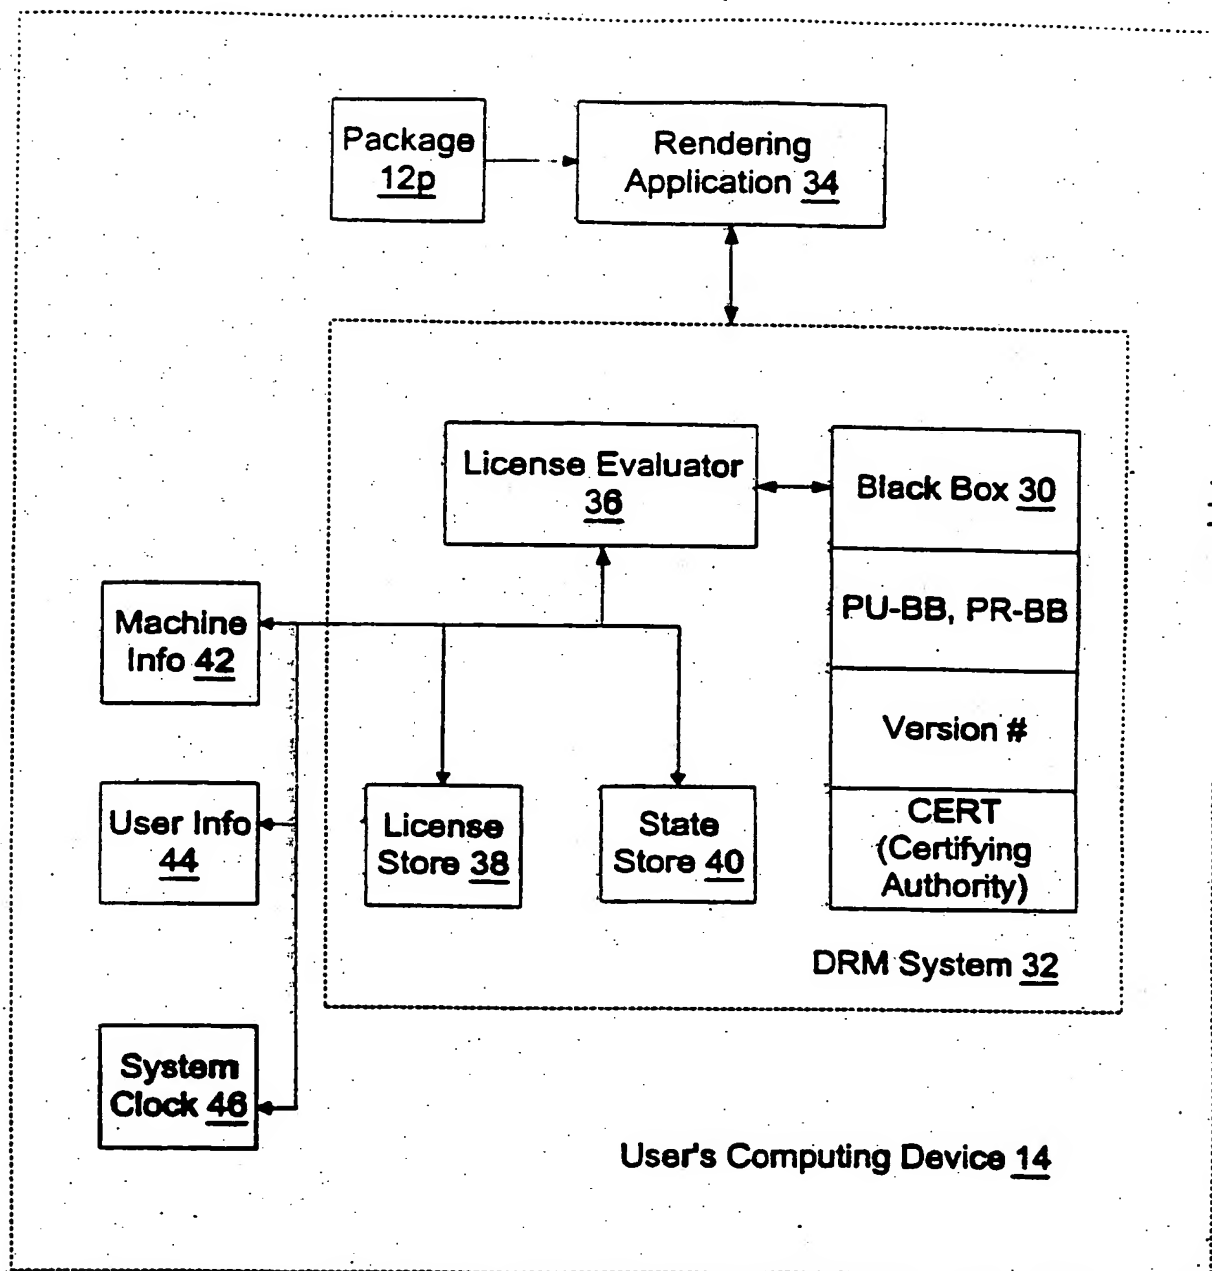 Package
12p
Rendering
Application 34
License Evaluator
36
Black Box 30
PU-BB, PR-BB
Version #
CERT
(Certifying
Authority)
Machine
Info 42
User Info
44
License
Store 38
State
Store 40
DRM System 32
System
Clock 46
User's Computing Device 14